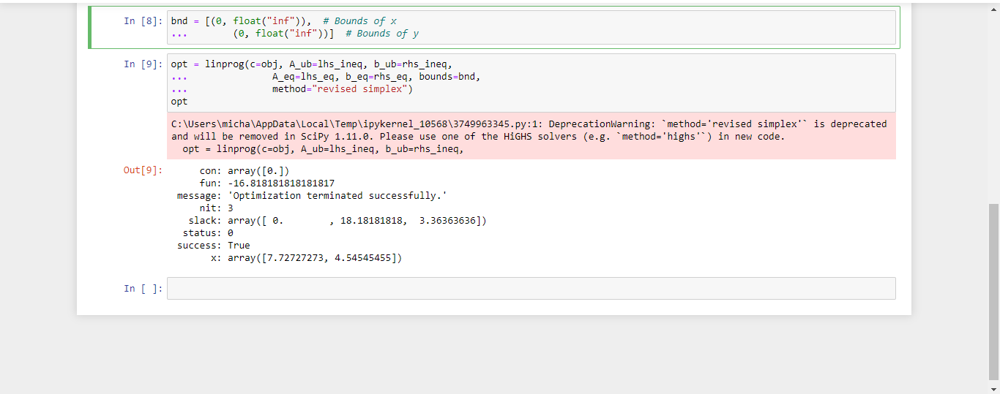 In [8]: bnd = [(0, float("inf")),  # Bounds of x
...        (0, float("inf"))]  # Bounds of y
In [9]: opt = linprog(c=obj, A_ub=lhs_ineq, b_ub=rhs_ineq,
...               A_eq=lhs_eq, b_eq=rhs_eq, bounds=bnd,
...               method="revised simplex")
opt
C:\Users\micha\AppData\Local\Temp\ipykernel_10568\3749963345.py:1: DeprecationWarning: `method='revised simplex'` is deprecated
and will be removed in SciPy 1.11.0. Please use one of the HiGHS solvers (e.g. `method='highs'`) in new code.
  opt = linprog(c=obj, A_ub=lhs_ineq, b_ub=rhs_ineq,
Out[9]:      con: array([0.])
     fun: -16.818181818181817
 message: 'Optimization terminated successfully.'
     nit: 3
   slack: array([ 0.        , 18.18181818,  3.36363636])
  status: 0
 success: True
       x: array([7.72727273, 4.54545455])
In [ ]: